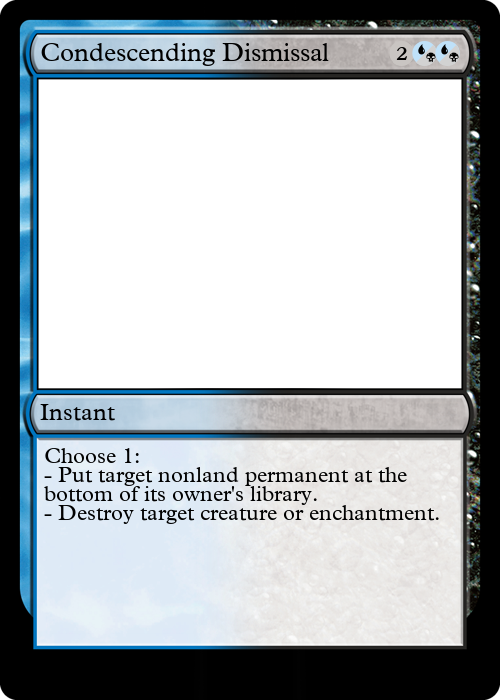 Condescending Dismissal 2
Instant
Choose 1:
- Put target nonland permanent at the
bottom of its owner's library.
- Destroy target creature or enchantment.